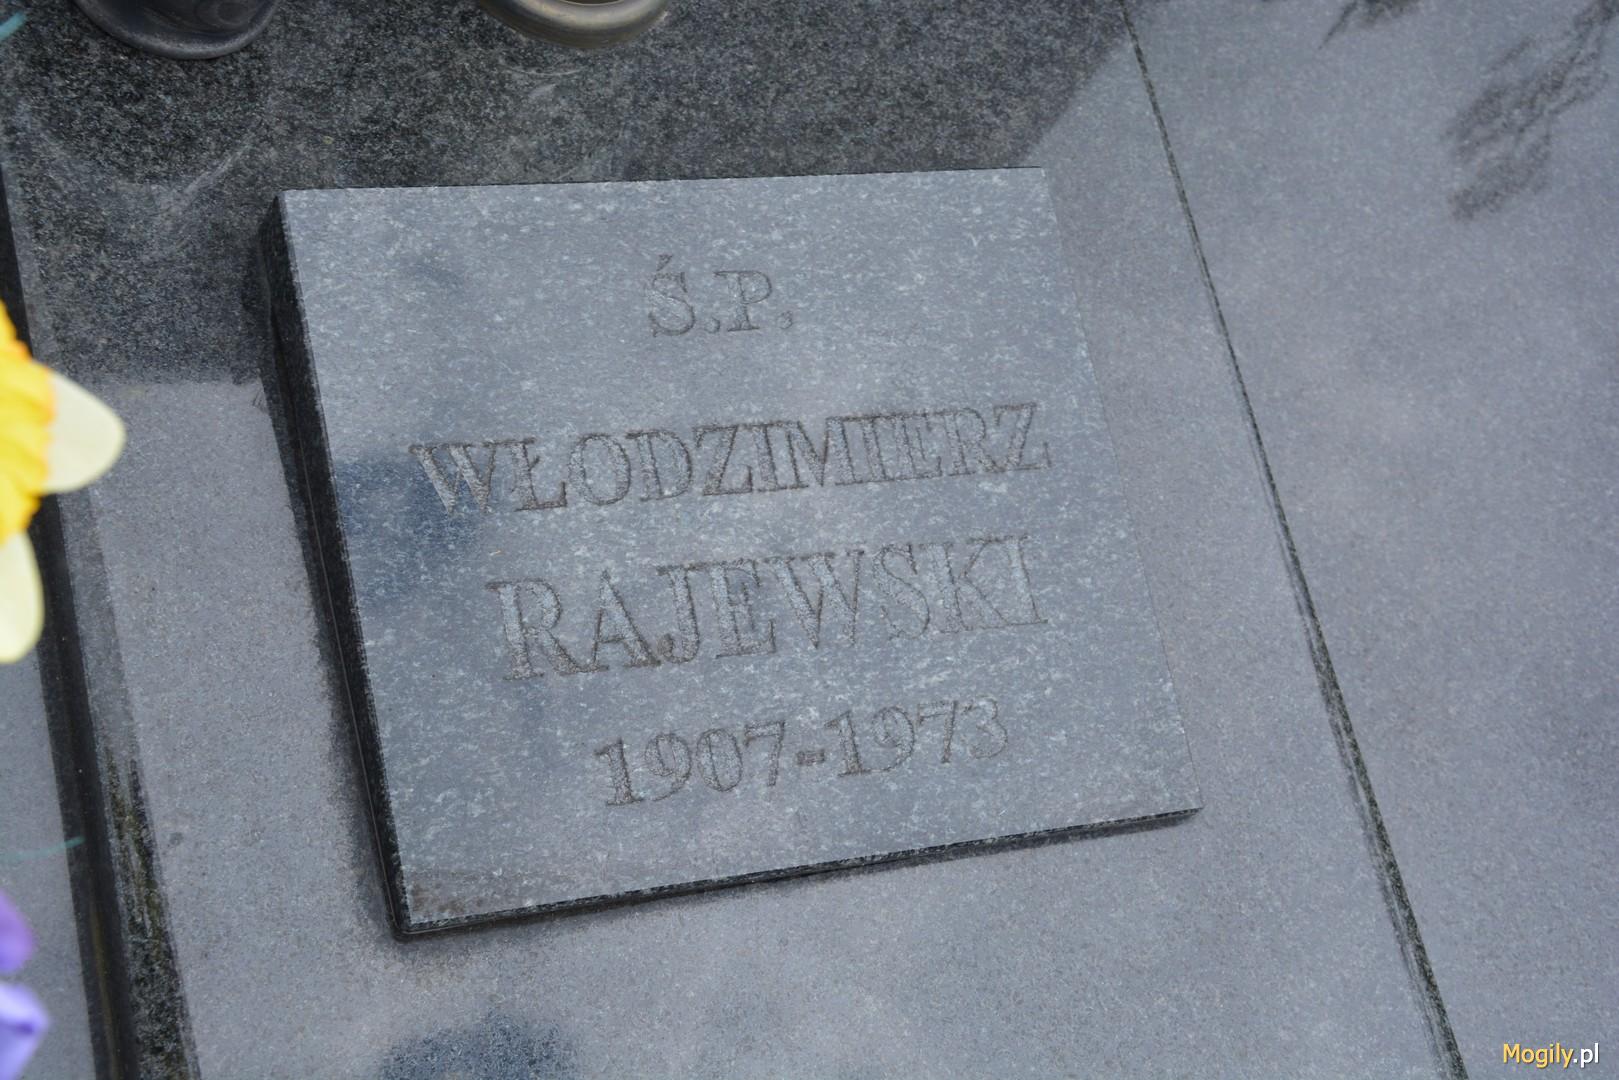 Ś.P.
WŁODZIMIERZ
RAJEWSKI
1907-1973
Mogily.pl